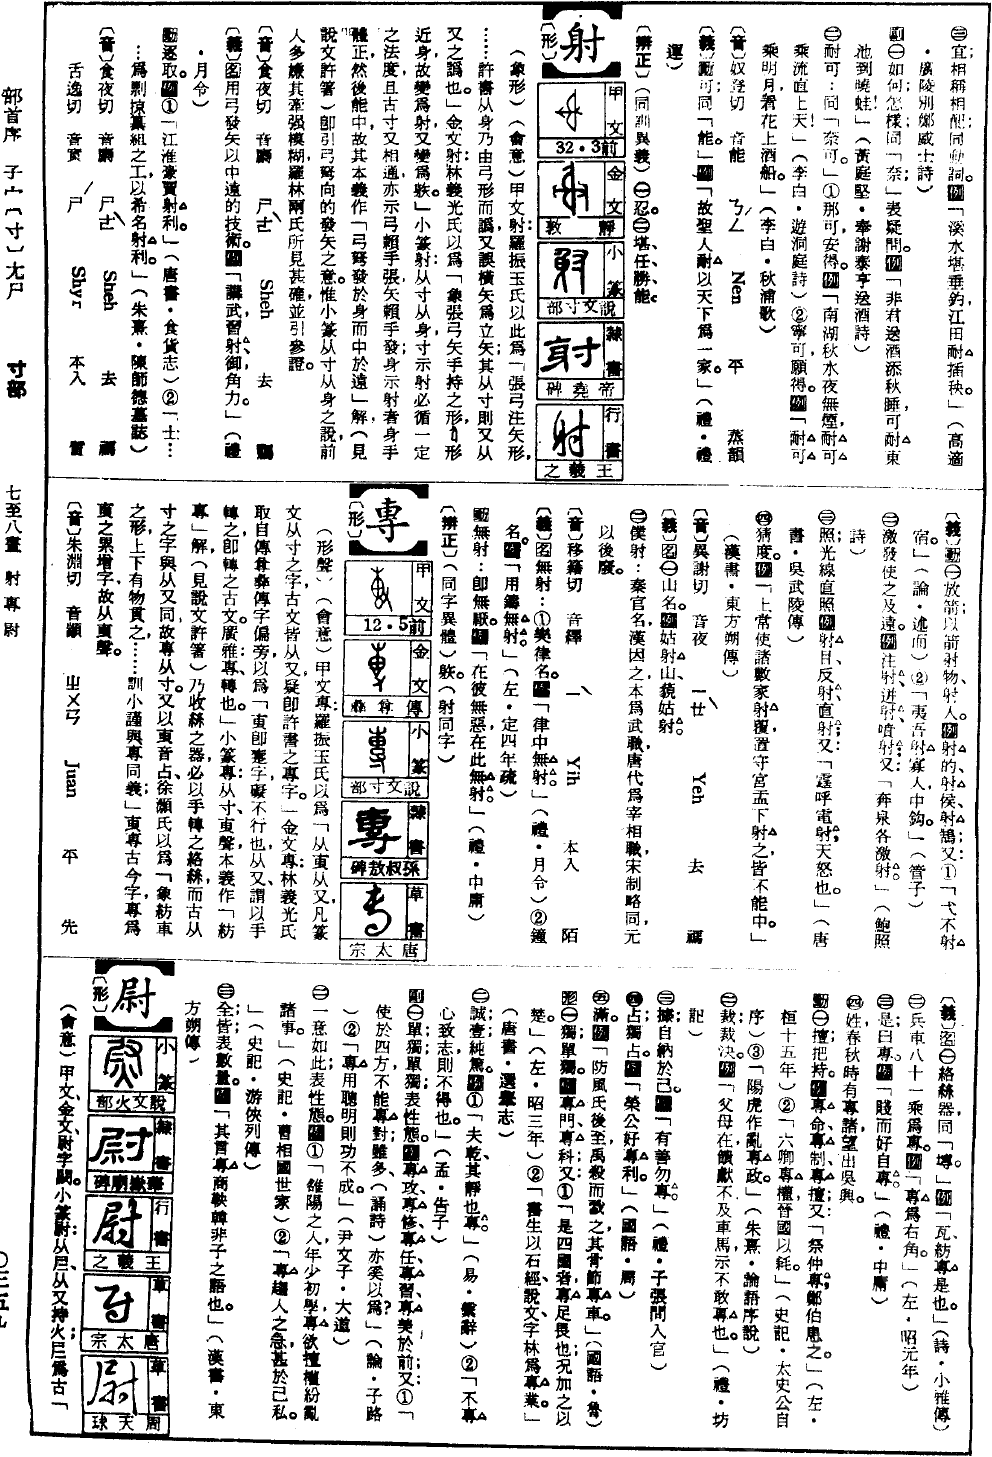 ㊂宜相稱相配同動詞。例「溪水堪垂釣江田耐插秧。」(高適
・廣陵別鄭處士詩)
副㊀如何怎樣同「奈」表疑問。例「非君送酒添秋睡可耐東
池到曉蛙!」(黃庭堅・奉謝泰亨送酒詩)
㊁耐可:同「奈可」①那可安得。例「南湖秋水夜無煙耐可
乘流直上天!」(李白・遊洞庭詩)②寧可願得。例「耐可
乘明月看花上酒船。」(李白・秋浦歌)
〔音〕奴登切 音能 ㄋㄥˊ Nen 平 蒸韻
〔義〕動可同「能」例「故聖人耐以天下爲一家。」(禮・禮
運)
〔辨正〕(同訓異義)㊀忍。㊁堪、任、勝、能。
射
〔形〕
甲文 前3・32
金文 靜敦
小篆 說文寸部
隸書 帝堯碑
行書 王羲之
(象形)(會意)甲文射:羅振玉氏以此爲「張弓注矢形,
……許書从身乃由弓形而譌又誤橫矢爲立矢其从寸則又从
又之譌也。」金文射:林義光氏以爲「象張弓矢手持之形,形
近身故變爲射又變爲躲。」小篆射:从寸从身寸示射必循一定
之法度,且古寸又相通,亦示弓賴手張矢賴手發;身示射者身手
體正然後能中故其本義作「弓弩發於身而中於遠」解(見
說文許箸)卽引弓弩向的發矢之意。惟小篆从寸从身之說前
人多嫌其牽强模糊,羅林兩氏所見甚確並引參證。
〔音〕食夜切 音麝 ㄕㄜˋ Sheh 去 禡
〔義〕名用弓發矢以中遠的技術。例「講武習射御角力。」(禮
・月令)
動逐取。例①「江淮豪賈射利。」(唐書・食貨志)②「士…
…爲剽掠纂組之工以希名射利。」(朱熹・陳師德墓誌)
〔音〕食夜切 音麝 ㄕㄜˋ Sheh 去 禡
舌逸切 音實 ㄕˊ Shyr 本入 實
〔義〕動㊀放箭以箭射物射人。例射的、射侯、射鵠;又:①「弋不射
宿」(論・述而)②「夷吾射寡人中鈎。」(管子)
㊁激發使之及遠。例注射、迸射、噴射;又:「奔泉各激射。」(鮑照
詩)
㊂照,光線直照。例射目、反射、直射;又:「霆呼電射天怒也。」(唐
書・吳武陵傳)
㊃猜度。例「上常使諸數家射覆置守宮盂下射之皆不能中。」
(漢書・東方朔傳)
〔音〕異謝切 音夜 ㄧㄝˋ Yeh 去 禡
〔義〕名㊀山名。例姑射山、藐姑射。
㊁僕射:秦官名漢因之本爲武職唐代爲宰相職宋制略同,元
以後廢。
〔音〕移籍切 音繹 ㄧˋ Yih 本入 陌
〔義〕名無射:①樂律名。例「律中無射。」(禮・月令)②鐘
名。例「用鑄無射。」(左・定四年疏)
動無射:卽無厭。例「在彼無惡在此無射。」(禮・中庸)
〔辨正〕(同字異體)躲。(射同字)
專
〔形〕
甲文 前5・12
金文 傳尊彝
小篆 說文寸部
隸書 孫叔敖碑
草書 唐太宗
(形聲)(會意)甲文專:羅振玉氏以爲「从叀从又凡篆
文从寸之字古文皆从又疑卽許書之專字。」金文專:林義光氏
取自傳尊彝傳字偏旁以爲「叀卽疐字礙不行也从又謂以手
轉之卽轉之古文。廣雅專、轉也。」小篆專:从寸、叀聲本義作「紡
專」解(見說文許箸)乃收絲之器必以手轉之絡絲而古从
寸之字與从又同故專从寸。又以叀音占、徐灝氏以爲「象紡車
之形上下有物貫之……訓小謹與專同義」叀專古今字,專爲
叀之累增字,故从叀聲。
〔音〕朱淵切 音顓 ㄓㄨㄢ Juan 平 先
〔義〕名㊀絡絲器同「塼。」例「瓦紡專是也。」(詩・小雅傳)
㊁兵車八十一乘爲專。例「專爲右角。」(左・昭元年)
㊂是曰專。例「賤而好自專。」(禮・中庸)
㊃姓,春秋時有專諸望出吳興。
動㊀擅、把持。例專命、專制、專擅;又:①「祭仲專鄭伯患之。」(左・
桓十五年)②「六卿專權晉國以耗。」(史記・太史公自
序)③「陽虎作亂專政。」(朱熹・論語序說)
㊁裁、裁決。例「父母在饋獻不及車馬示不敢專也。」(禮・坊
記)
㊂據自納於己。例「有善勿專。」(禮・子張問入官)
㊃占、獨占。例「榮公好專利。」(國語・周)
㊄滿。例「防風氏後至禹殺而戮之其骨節專車。」(國語・魯)
形㊀獨、單獨。例專門、專科;又:①「是四國者專足畏也況加之以
楚。」(左・昭三年)②「書生以石經說文字林爲專業。」
(唐書・選舉志)
㊁誠、壹、純、篤。例①「夫乾其靜也專。」(易・繫辭)②「不專
心致志則不得也。」(孟・告子)
副㊀單獨、單獨表性態。例專攻、專修、專任、專習、專美於前;又:①「
使於四方不能專對雖多(誦詩)亦奚以爲?」(論・子路
)②「專用聰明則功不成。」(尹文子・大道)
㊁一意如此表性態。例①「雒陽之人年少初學專欲擅權紛亂
諸事。」(史記・曹相國世家)②「專趨人之急甚於己私。
」(史記・游俠列傳)
㊂全、皆表數量。例「其言專商鞅韓非子之語也。」(漢書・東
方朔傳)
尉
〔形〕
小篆 說文火部
隸書 華嶽廟碑
行書 王羲之
草書 唐太宗
草書 周天球
(會意)甲文、金文、尉字闕。小篆尉:从𡰥、从又持火𡰥爲古「
部首序 子宀〔寸〕尢尸 寸部 七至八畫 射專尉 〇三五九